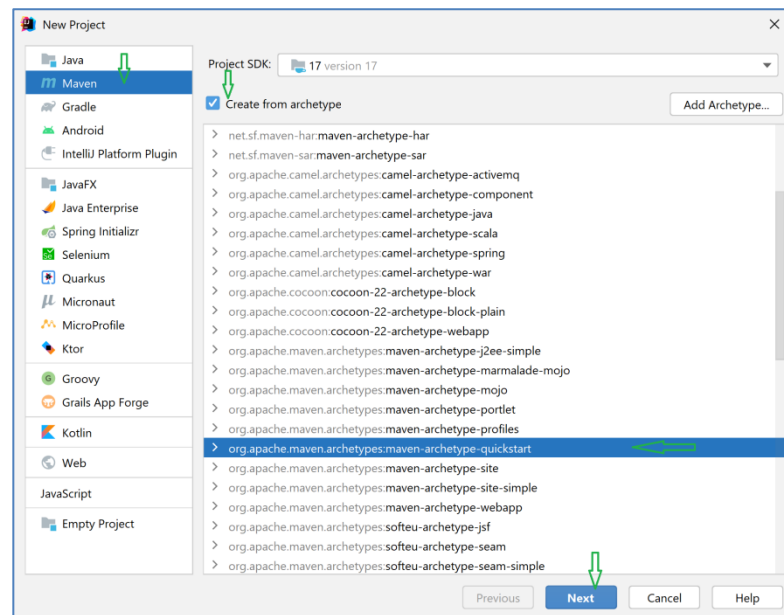 New Project
Java
Maven
Gradle
Android
IntelliJ Platform Plugin
JavaFX
Java Enterprise
Spring Initializr
Selenium
Quarkus
Micronaut
MicroProfile
Ktor
Groovy
Grails App Forge
Kotlin
Web
JavaScript
Empty Project
Project SDK: 17 version 17
Create from archetype
Add Archetype...
net.sf.maven-har:maven-archetype-har
net.sf.maven-sar:maven-archetype-sar
org.apache.camel.archetypes:camel-archetype-activemq
org.apache.camel.archetypes:camel-archetype-component
org.apache.camel.archetypes:camel-archetype-java
org.apache.camel.archetypes:camel-archetype-scala
org.apache.camel.archetypes:camel-archetype-spring
org.apache.camel.archetypes:camel-archetype-war
org.apache.cocoon:cocoon-22-archetype-block
org.apache.cocoon:cocoon-22-archetype-block-plain
org.apache.cocoon:cocoon-22-archetype-webapp
org.apache.maven.archetypes:maven-archetype-j2ee-simple
org.apache.maven.archetypes:maven-archetype-marmalade-mojo
org.apache.maven.archetypes:maven-archetype-mojo
org.apache.maven.archetypes:maven-archetype-portlet
org.apache.maven.archetypes:maven-archetype-profiles
org.apache.maven.archetypes:maven-archetype-quickstart
org.apache.maven.archetypes:maven-archetype-site
org.apache.maven.archetypes:maven-archetype-site-simple
org.apache.maven.archetypes:maven-archetype-webapp
org.apache.maven.archetypes:softeu-archetype-jsf
org.apache.maven.archetypes:softeu-archetype-seam
org.apache.maven.archetypes:softeu-archetype-seam-simple
Previous
Next
Cancel
Help